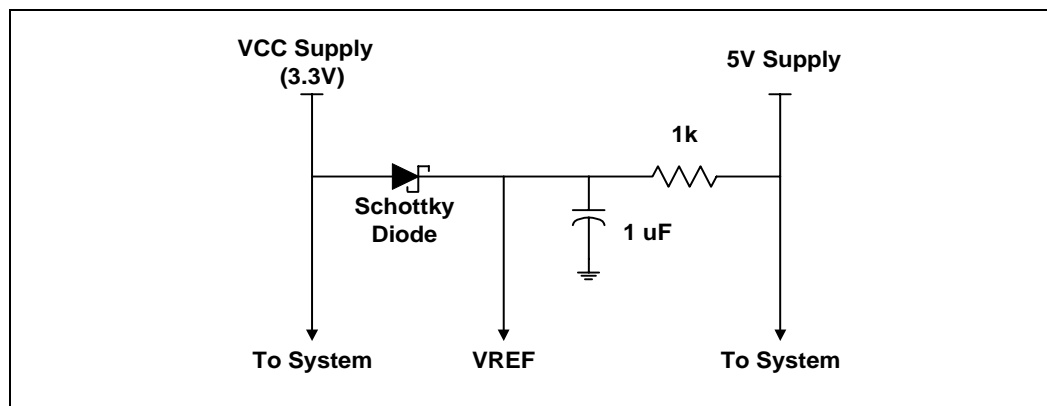 VCC Supply
(3.3V)
5V Supply
1k
Schottky
Diode
1 uF
To System
VREF
To System